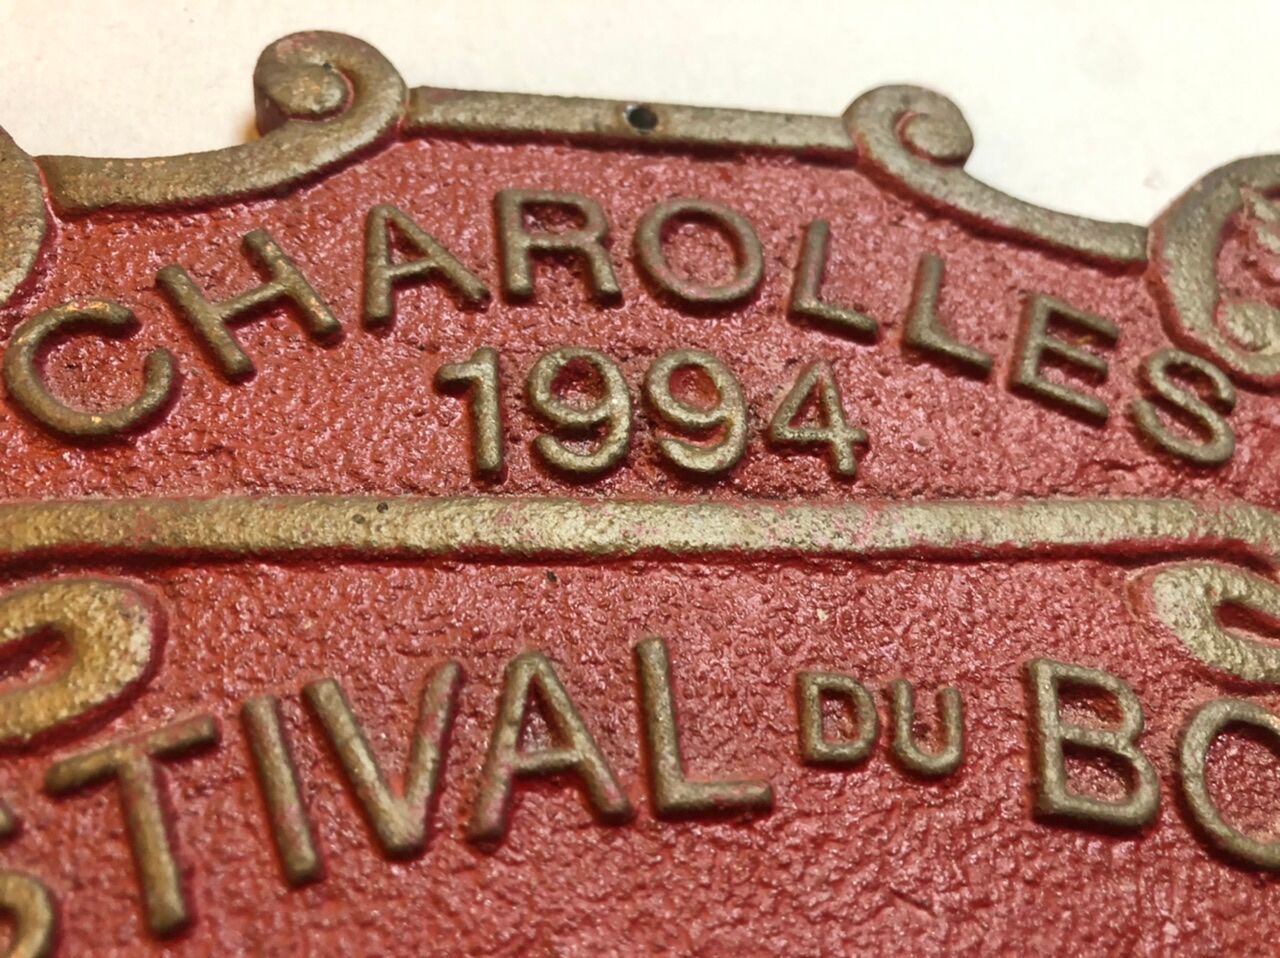 CHAROLLES
1994
STIVAL DU BO